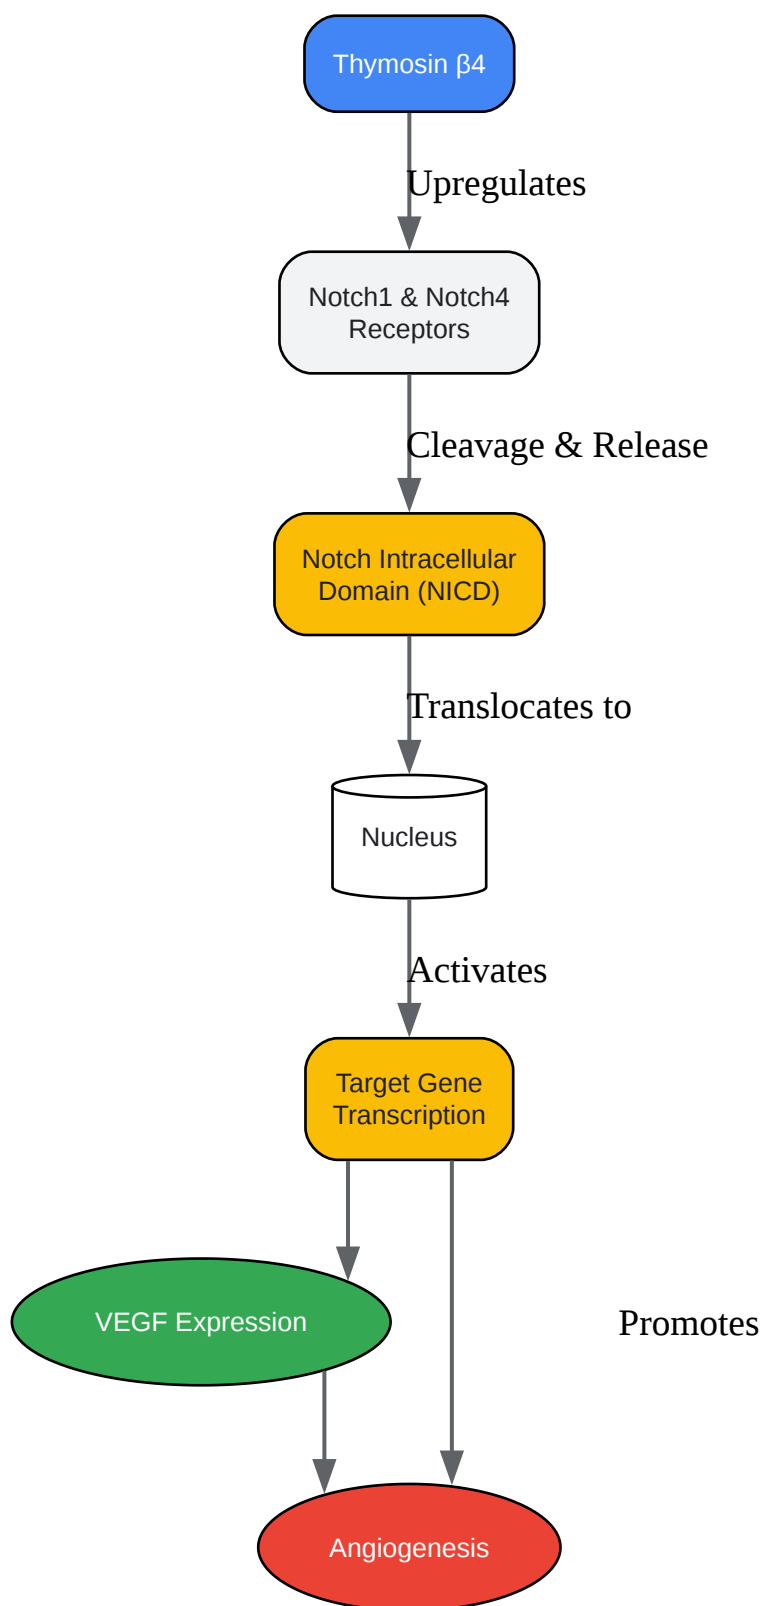 Thymosin β4
Upregulates
Notch1 & Notch4
Receptors
Cleavage & Release
Notch Intracellular
Domain (NICD)
Translocates to
Nucleus
Activates
Target Gene
Transcription
VEGF Expression
Promotes
Angiogenesis